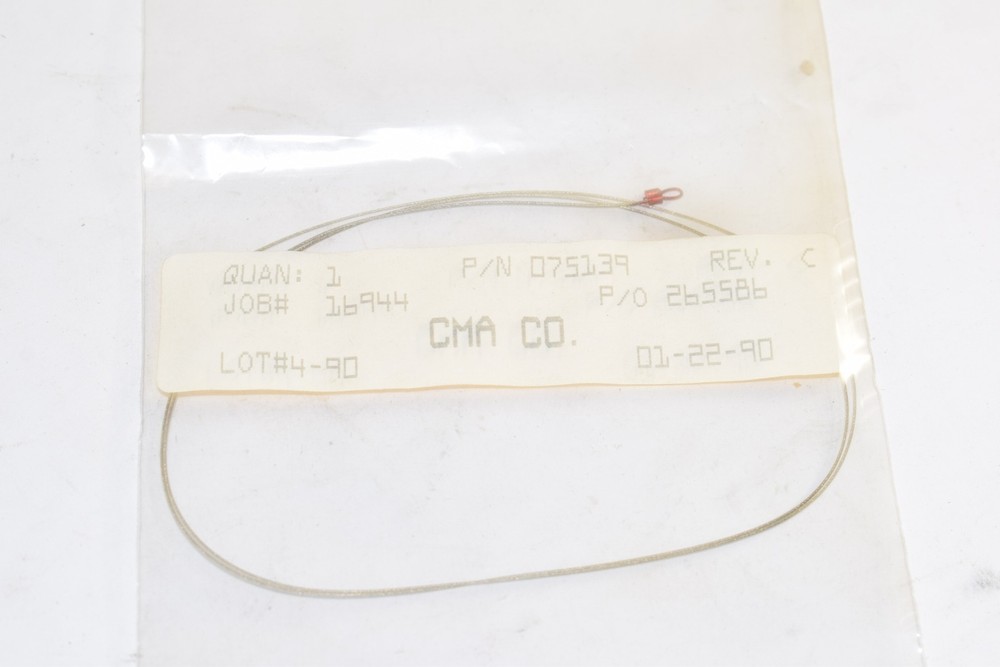 QUAN: 1 P/N 075139 REV. C
JOB# 16944 P/O 265586
CMA CO.
LOT#4-90 01-22-90